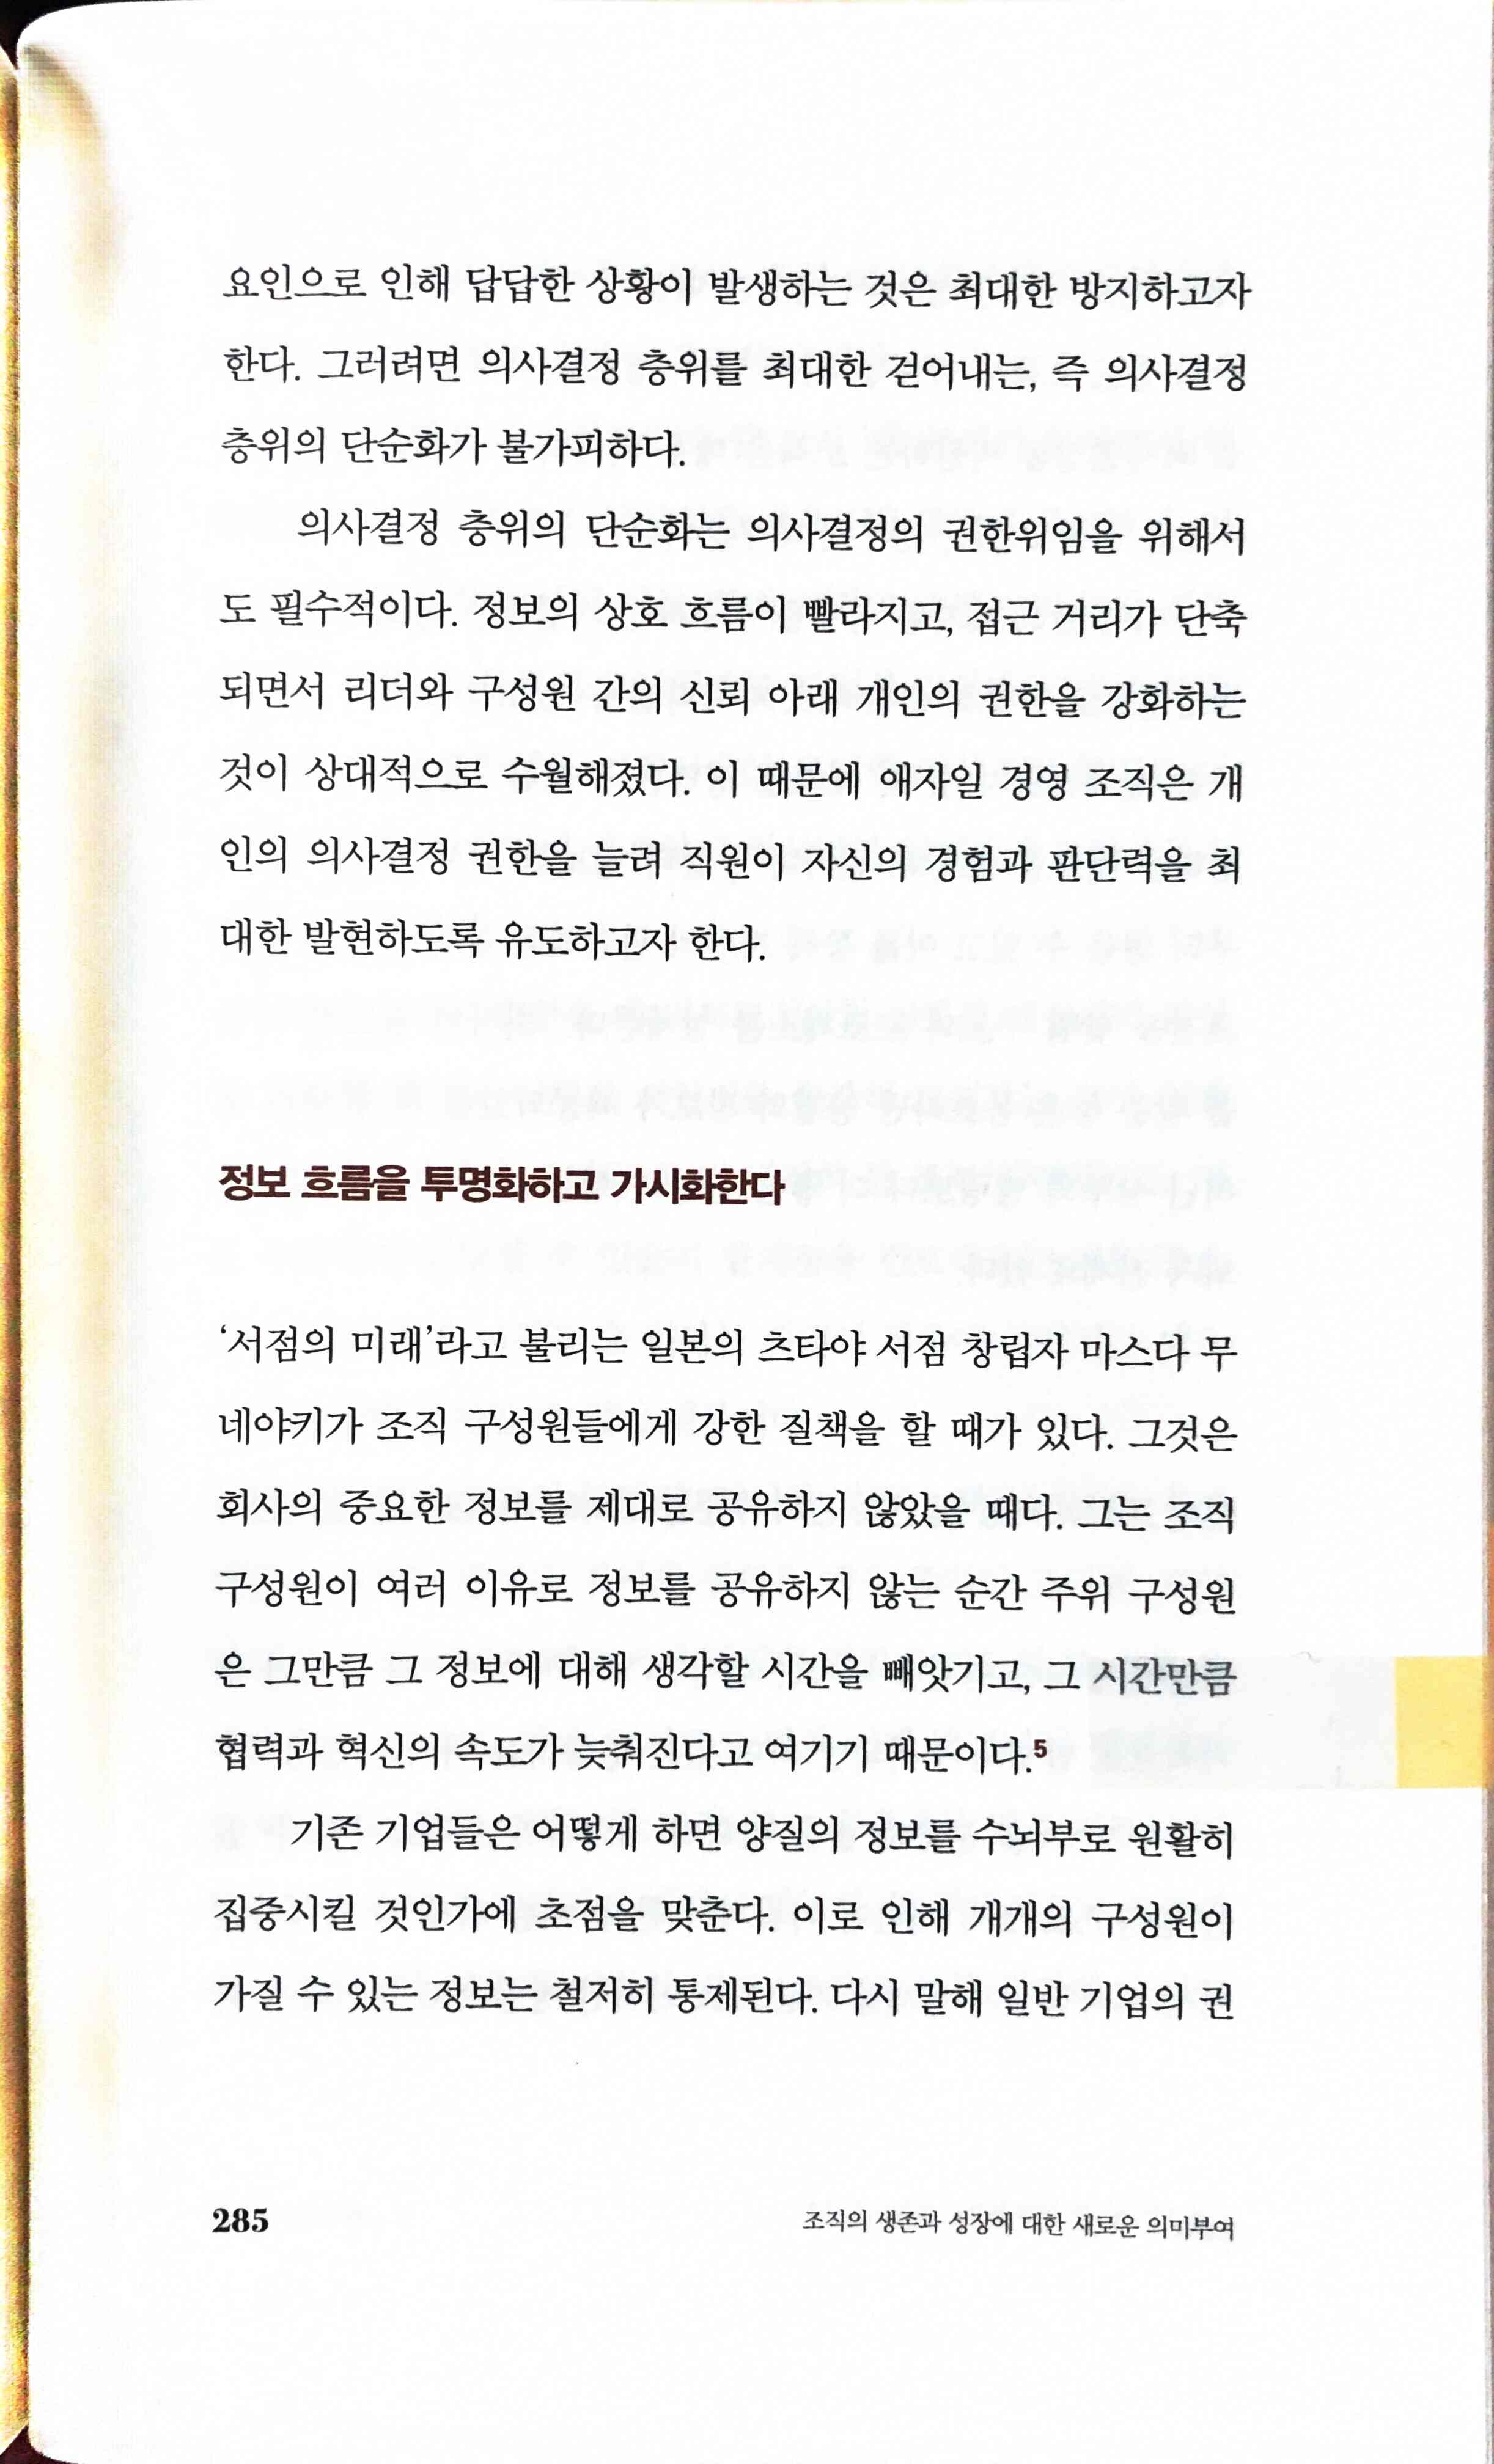 요인으로 인해 답답한 상황이 발생하는 것은 최대한 방지하고자
한다. 그러려면 의사결정 층위를 최대한 걷어내는, 즉 의사결정
층위의 단순화가 불가피하다.
의사결정 층위의 단순화는 의사결정의 권한위임을 위해서
도 필수적이다. 정보의 상호 흐름이 빨라지고, 접근 거리가 단축
되면서 리더와 구성원 간의 신뢰 아래 개인의 권한을 강화하는
것이 상대적으로 수월해졌다. 이 때문에 애자일 경영 조직은 개
인의 의사결정 권한을 늘려 직원이 자신의 경험과 판단력을 최
대한 발현하도록 유도하고자 한다.
정보 흐름을 투명화하고 가시화한다
‘서점의 미래’라고 불리는 일본의 츠타야 서점 창립자 마스다 무
네야키가 조직 구성원들에게 강한 질책을 할 때가 있다. 그것은
회사의 중요한 정보를 제대로 공유하지 않았을 때다. 그는 조직
구성원이 여러 이유로 정보를 공유하지 않는 순간 주위 구성원
은 그만큼 그 정보에 대해 생각할 시간을 빼앗기고, 그 시간만큼
협력과 혁신의 속도가 늦춰진다고 여기기 때문이다.5
기존 기업들은 어떻게 하면 양질의 정보를 수뇌부로 원활히
집중시킬 것인가에 초점을 맞춘다. 이로 인해 개개의 구성원이
가질 수 있는 정보는 철저히 통제된다. 다시 말해 일반 기업의 권
285 조직의 생존과 성장에 대한 새로운 의미부여